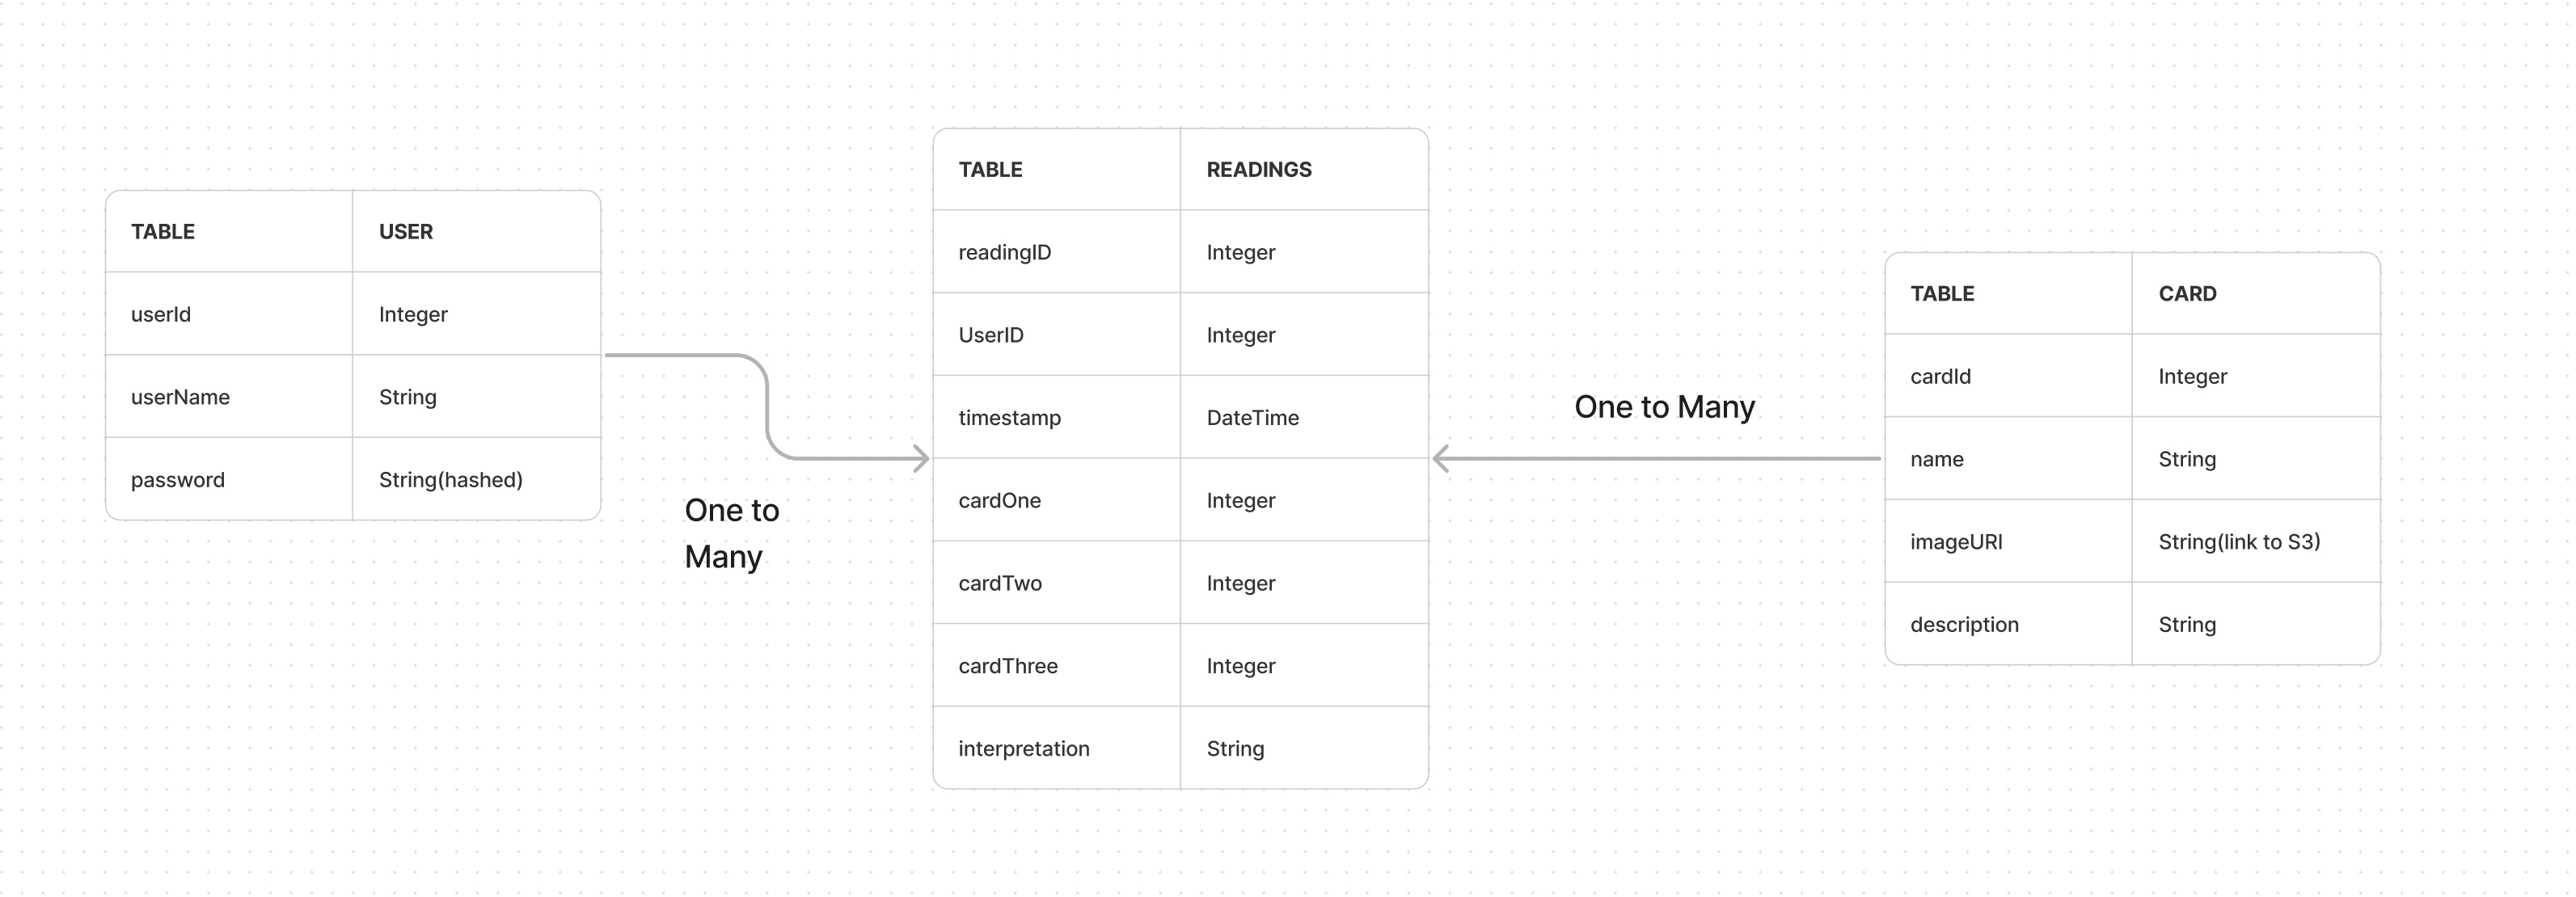 TABLE USER
userId Integer
userName String
password String(hashed)
One to
Many
TABLE READINGS
readingID Integer
UserID Integer
timestamp DateTime
cardOne Integer
cardTwo Integer
cardThree Integer
interpretation String
One to Many
TABLE CARD
cardId Integer
name String
imageURI String(link to S3)
description String